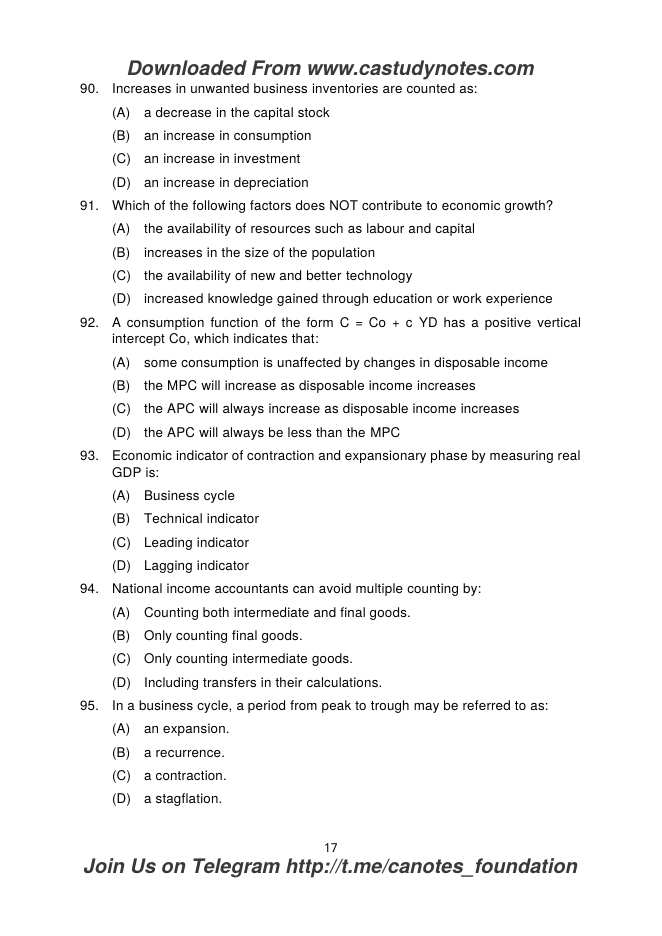 Downloaded From www.castudynotes.com
90. Increases in unwanted business inventories are counted as:
(A) a decrease in the capital stock
(B) an increase in consumption
(C) an increase in investment
(D) an increase in depreciation
91. Which of the following factors does NOT contribute to economic growth?
(A) the availability of resources such as labour and capital
(B) increases in the size of the population
(C) the availability of new and better technology
(D) increased knowledge gained through education or work experience
92. A consumption function of the form C = Co + c YD has a positive vertical
intercept Co, which indicates that:
(A) some consumption is unaffected by changes in disposable income
(B) the MPC will increase as disposable income increases
(C) the APC will always increase as disposable income increases
(D) the APC will always be less than the MPC
93. Economic indicator of contraction and expansionary phase by measuring real
GDP is:
(A) Business cycle
(B) Technical indicator
(C) Leading indicator
(D) Lagging indicator
94. National income accountants can avoid multiple counting by:
(A) Counting both intermediate and final goods.
(B) Only counting final goods.
(C) Only counting intermediate goods.
(D) Including transfers in their calculations.
95. In a business cycle, a period from peak to trough may be referred to as:
(A) an expansion.
(B) a recurrence.
(C) a contraction.
(D) a stagflation.
17
Join Us on Telegram http://t.me/canotes_foundation